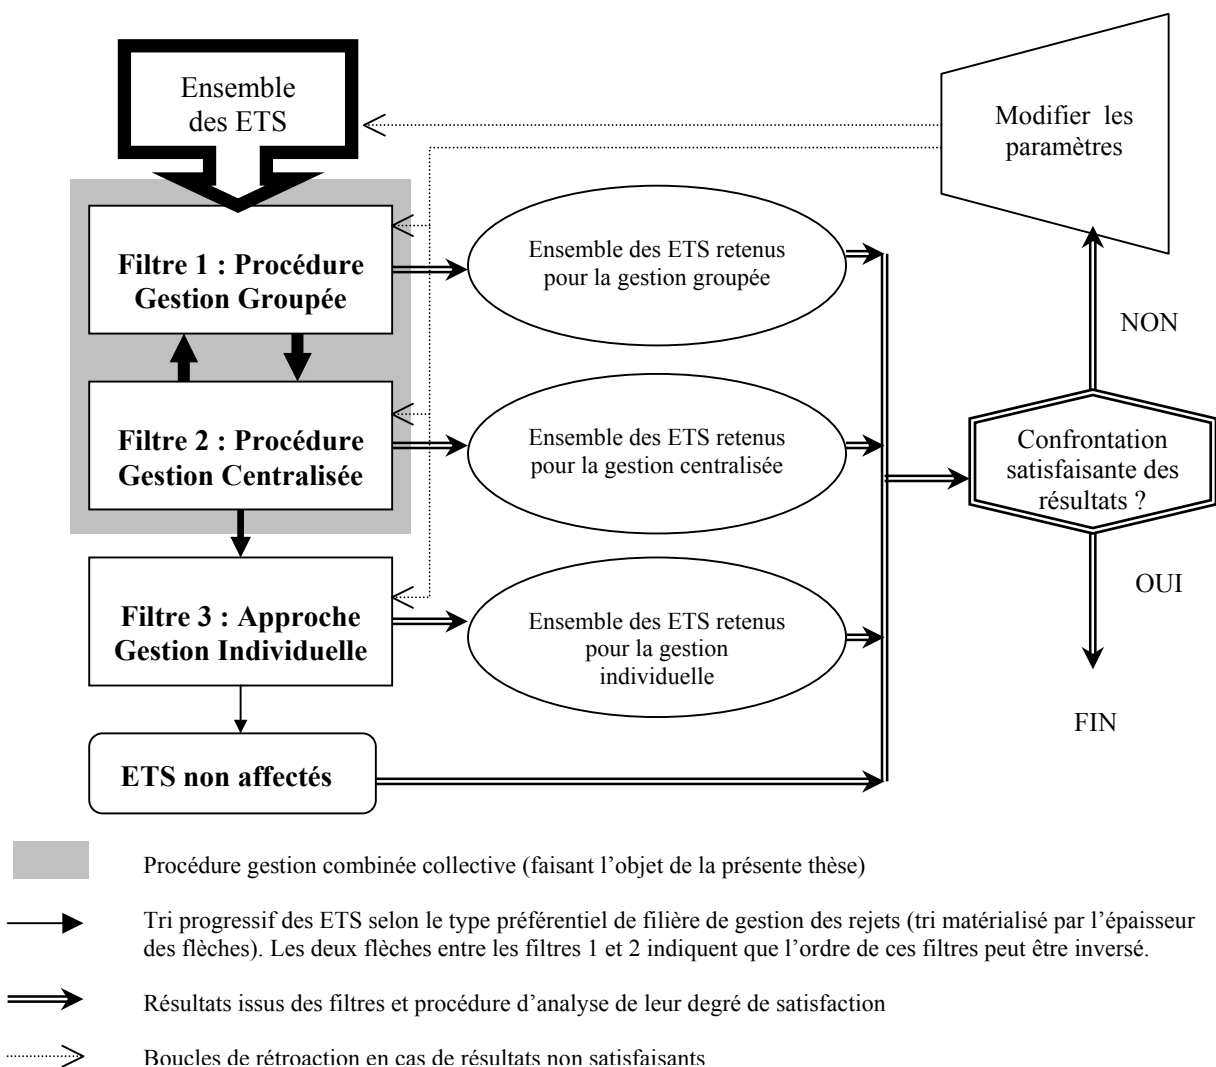 Ensemble
des ETS
Modifier les
paramètres
Filtre 1 : Procédure
Gestion Groupée
Ensemble des ETS retenus
pour la gestion groupée
NON
Filtre 2 : Procédure
Gestion Centralisée
Ensemble des ETS retenus
pour la gestion centralisée
Confrontation
satisfaisante des
résultats ?
OUI
Filtre 3 : Approche
Gestion Individuelle
Ensemble des ETS retenus
pour la gestion
individuelle
FIN
ETS non affectés
Procédure gestion combinée collective (faisant l’objet de la présente thèse)
Tri progressif des ETS selon le type préférentiel de filière de gestion des rejets (tri matérialisé par l’épaisseur
des flèches). Les deux flèches entre les filtres 1 et 2 indiquent que l’ordre de ces filtres peut être inversé.
Résultats issus des filtres et procédure d’analyse de leur degré de satisfaction
Boucles de rétroaction en cas de résultats non satisfaisants